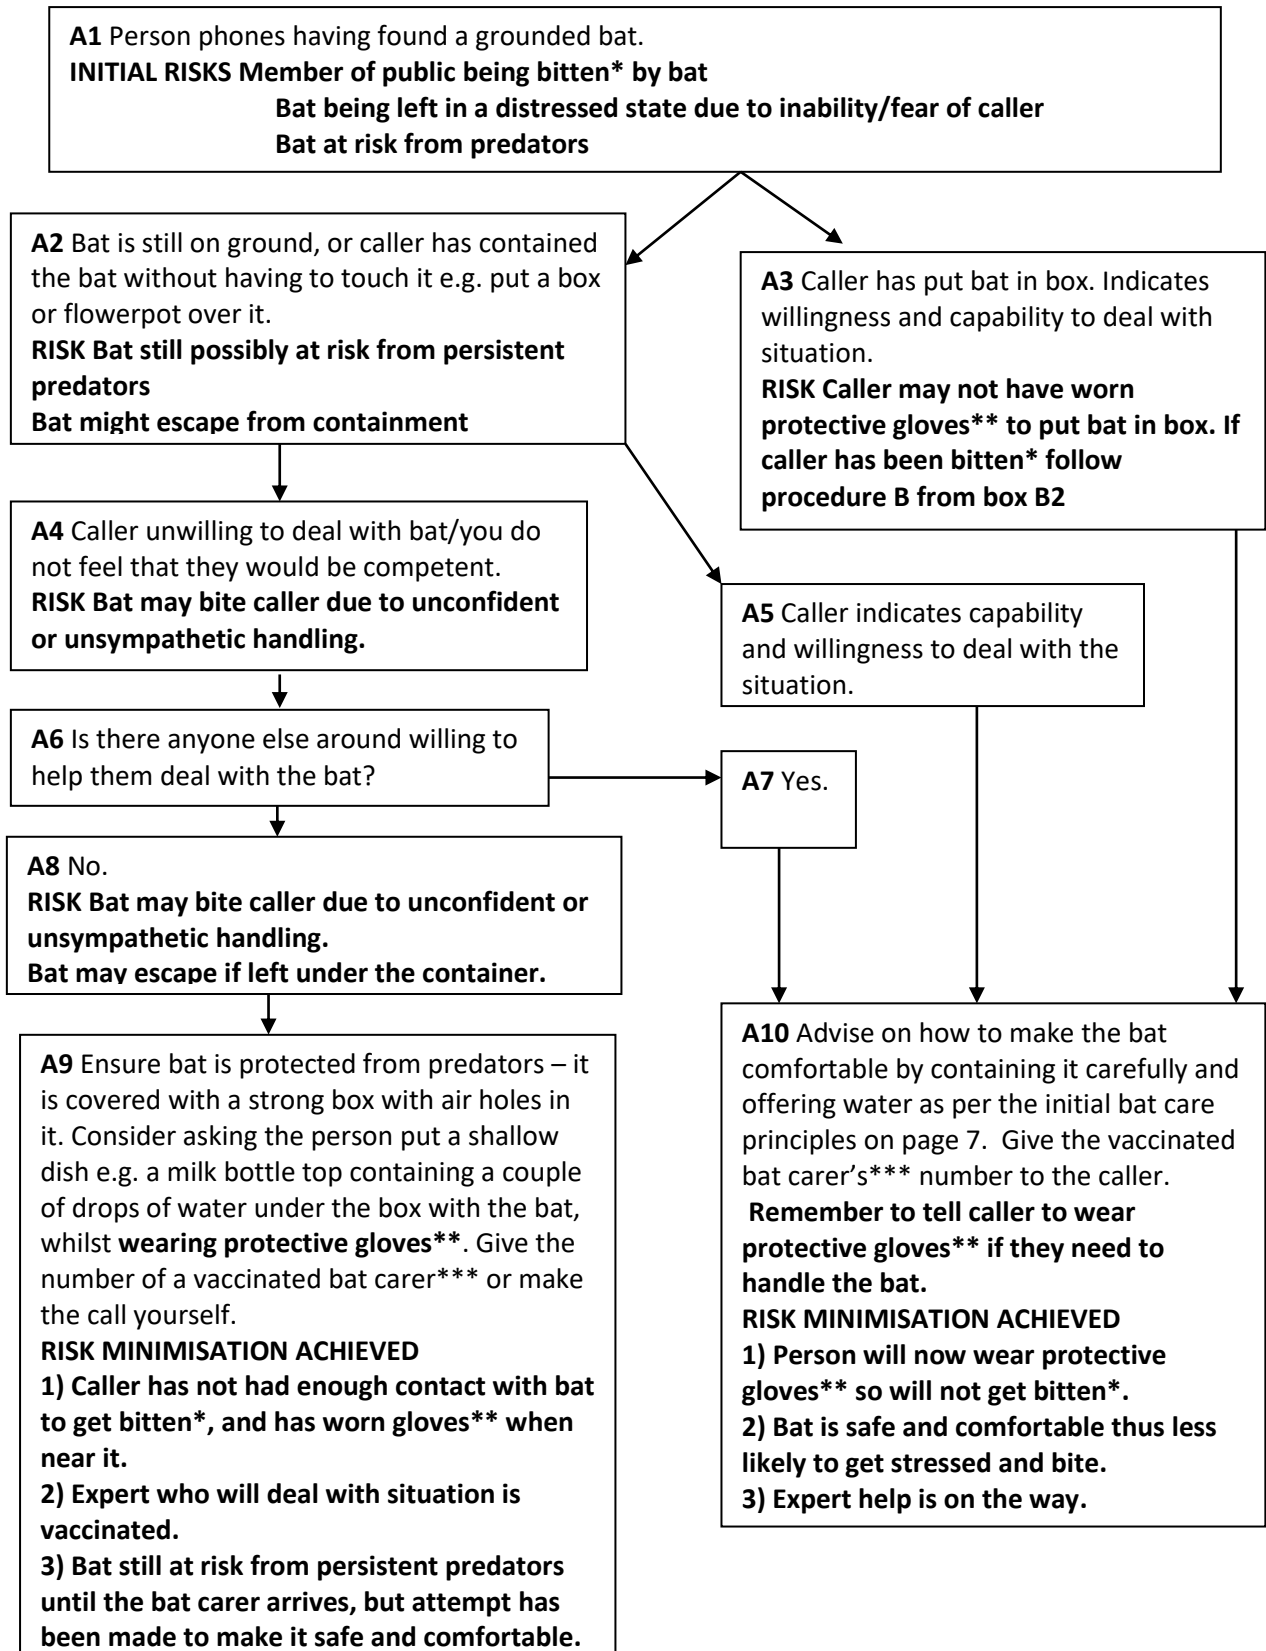 A1 Person phones having found a grounded bat.
INITIAL RISKS Member of public being bitten* by bat
Bat being left in a distressed state due to inability/fear of caller
Bat at risk from predators
A2 Bat is still on ground, or caller has contained
the bat without having to touch it e.g. put a box
or flowerpot over it.
RISK Bat still possibly at risk from persistent
predators
Bat might escape from containment
A3 Caller has put bat in box. Indicates
willingness and capability to deal with
situation.
RISK Caller may not have worn
protective gloves** to put bat in box. If
caller has been bitten* follow
procedure B from box B2
A4 Caller unwilling to deal with bat/you do
not feel that they would be competent.
RISK Bat may bite caller due to unconfident
or unsympathetic handling.
A5 Caller indicates capability
and willingness to deal with the
situation.
A6 Is there anyone else around willing to
help them deal with the bat?
A7 Yes.
A8 No.
RISK Bat may bite caller due to unconfident or
unsympathetic handling.
Bat may escape if left under the container.
A9 Ensure bat is protected from predators – it
is covered with a strong box with air holes in
it. Consider asking the person put a shallow
dish e.g. a milk bottle top containing a couple
of drops of water under the box with the bat,
whilst wearing protective gloves**. Give the
number of a vaccinated bat carer*** or make
the call yourself.
RISK MINIMISATION ACHIEVED
1) Caller has not had enough contact with bat
to get bitten*, and has worn gloves** when
near it.
2) Expert who will deal with situation is
vaccinated.
3) Bat still at risk from persistent predators
until the bat carer arrives, but attempt has
been made to make it safe and comfortable.
A10 Advise on how to make the bat
comfortable by containing it carefully and
offering water as per the initial bat care
principles on page 7. Give the vaccinated
bat carer's*** number to the caller.
Remember to tell caller to wear
protective gloves** if they need to
handle the bat.
RISK MINIMISATION ACHIEVED
1) Person will now wear protective
gloves** so will not get bitten*.
2) Bat is safe and comfortable thus less
likely to get stressed and bite.
3) Expert help is on the way.